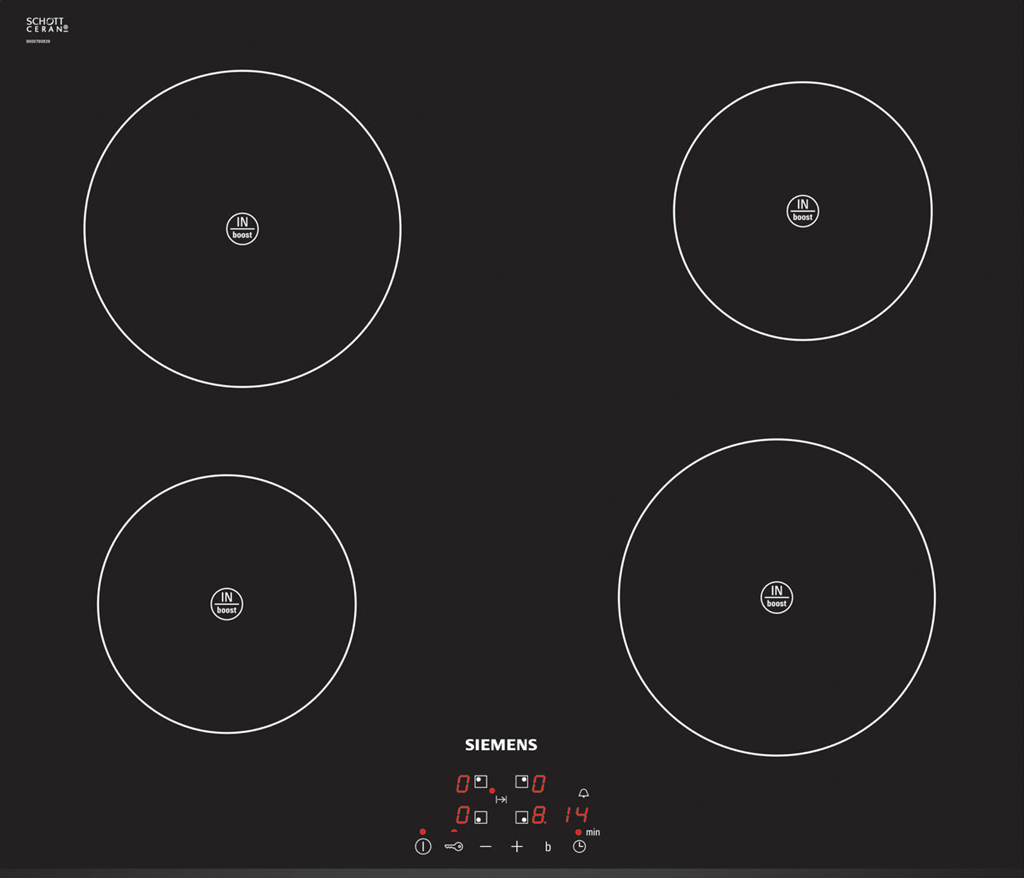 SCHOTT
CERAN®
IN
boost
IN
boost
IN
boost
IN
boost
SIEMENS
0 0
0 8. 14
min
b